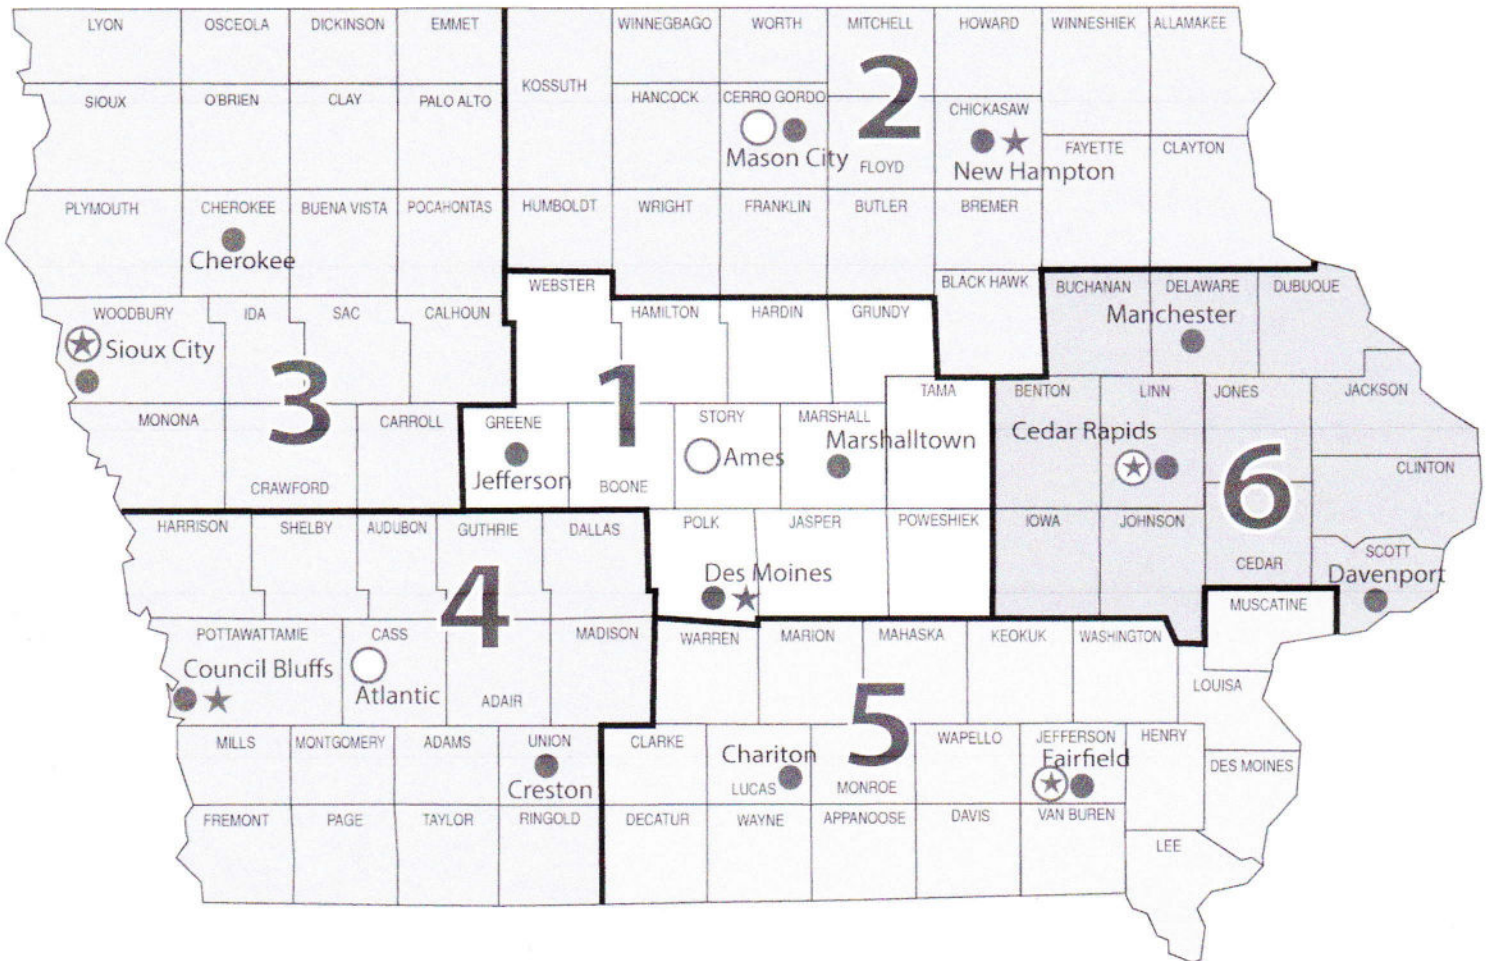 LYON OSCEOLA DICKINSON EMMET WINNEGBAGO WORTH MITCHELL HOWARD WINNESHIEK ALLAMAKEE
KOSSUTH
SIOUX O'BRIEN CLAY PALO ALTO HANCOCK CERRO GORDO 2 CHICKASAW
Mason City FLOYD New Hampton FAYETTE CLAYTON
PLYMOUTH CHEROKEE BUENA VISTA POCAHONTAS HUMBOLDT WRIGHT FRANKLIN BUTLER BREMER
Cherokee
WEBSTER BLACK HAWK BUCHANAN DELAWARE DUBUQUE
WOODBURY IDA SAC CALHOUN HAMILTON HARDIN GRUNDY Manchester
Sioux City
3 1 TAMA BENTON LINN JONES JACKSON
MONONA CARROLL GREENE STORY MARSHALL
Marshalltown Cedar Rapids
Jefferson Ames 6 CLINTON
CRAWFORD BOONE
HARRISON SHELBY AUDUBON GUTHRIE DALLAS POLK JASPER POWESHIEK IOWA JOHNSON
CEDAR SCOTT
4 Des Moines Davenport
MUSCATINE
POTTAWATTAMIE CASS MADISON WARREN MARION MAHASKA KEOKUK WASHINGTON
Council Bluffs
Atlantic ADAIR LOUISA
5
MILLS MONTGOMERY ADAMS UNION CLARKE WAPELLO JEFFERSON HENRY
Chariton Fairfield
Creston LUCAS MONROE DES MOINES
FREMONT PAGE TAYLOR RINGOLD DECATUR WAYNE APPANOOSE DAVIS VAN BUREN
LEE